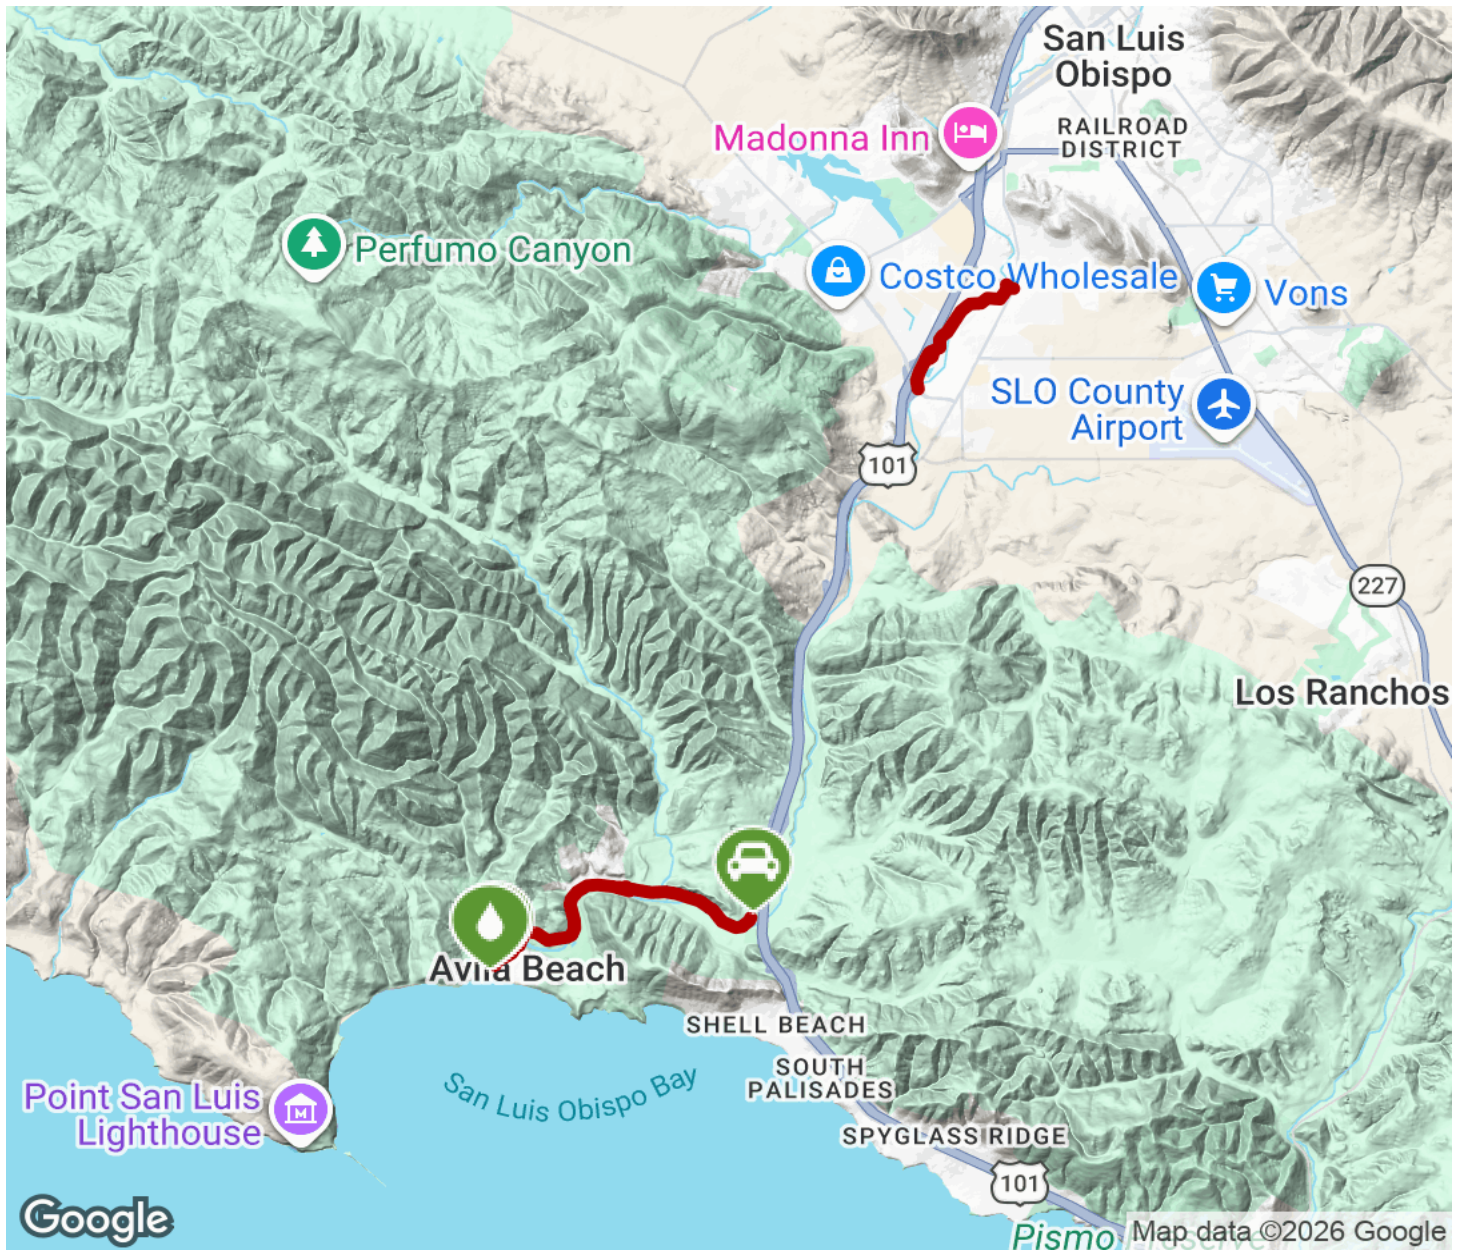 San Luis
Obispo
RAILROAD
DISTRICT
Madonna Inn
Perfumo Canyon
Costco Wholesale
Vons
SLO County
Airport
101
227
Los Ranchos
Avila Beach
SHELL BEACH
SOUTH
PALISADES
San Luis Obispo Bay
Point San Luis
Lighthouse
SPYGLASS RIDGE
101
Google
Pismo Preserve
Map data ©2026 Google